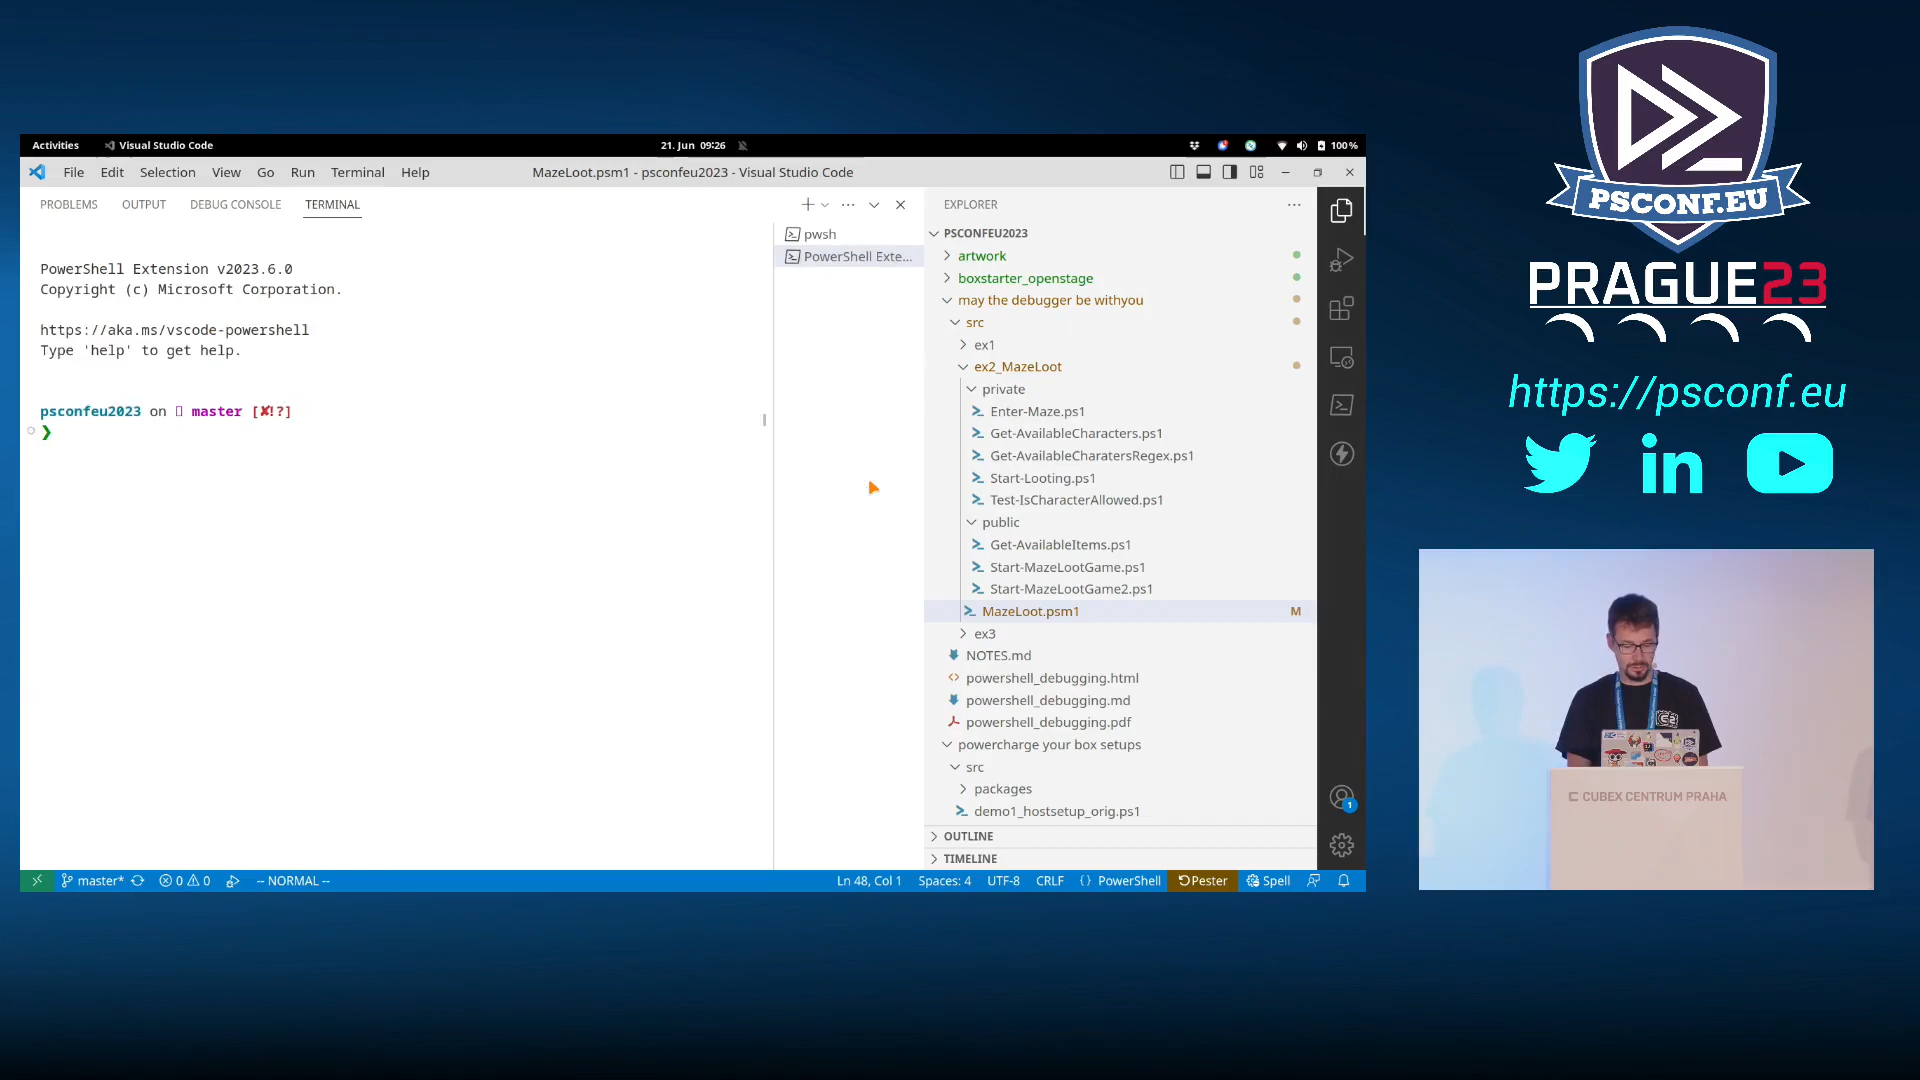 Activities
Visual Studio Code
21. Jun 09:26
100%
File Edit Selection View Go Run Terminal Help
MazeLoot.psm1 - psconfeu2023 - Visual Studio Code
PROBLEMS OUTPUT DEBUG CONSOLE TERMINAL
PowerShell Extension v2023.6.0
Copyright (c) Microsoft Corporation.
https://aka.ms/vscode-powershell
Type 'help' to get help.
psconfeu2023 on master [✘!?]
❯
pwsh
PowerShell Exte...
EXPLORER
PSCONFEU2023
artwork
boxstarter_openstage
may the debugger be withyou
src
ex1
ex2_MazeLoot
private
Enter-Maze.ps1
Get-AvailableCharacters.ps1
Get-AvailableCharatersRegex.ps1
Start-Looting.ps1
Test-IsCharacterAllowed.ps1
public
Get-AvailableItems.ps1
Start-MazeLootGame.ps1
Start-MazeLootGame2.ps1
MazeLoot.psm1 M
ex3
NOTES.md
powershell_debugging.html
powershell_debugging.md
powershell_debugging.pdf
powercharge your box setups
src
packages
demo1_hostsetup_orig.ps1
OUTLINE
TIMELINE
1
master* 0 0 -- NORMAL --
Ln 48, Col 1 Spaces: 4 UTF-8 CRLF { } PowerShell Pester Spell
PSCONF.EU
PRAGUE23
https://psconf.eu
in
CUBEX CENTRUM PRAHA